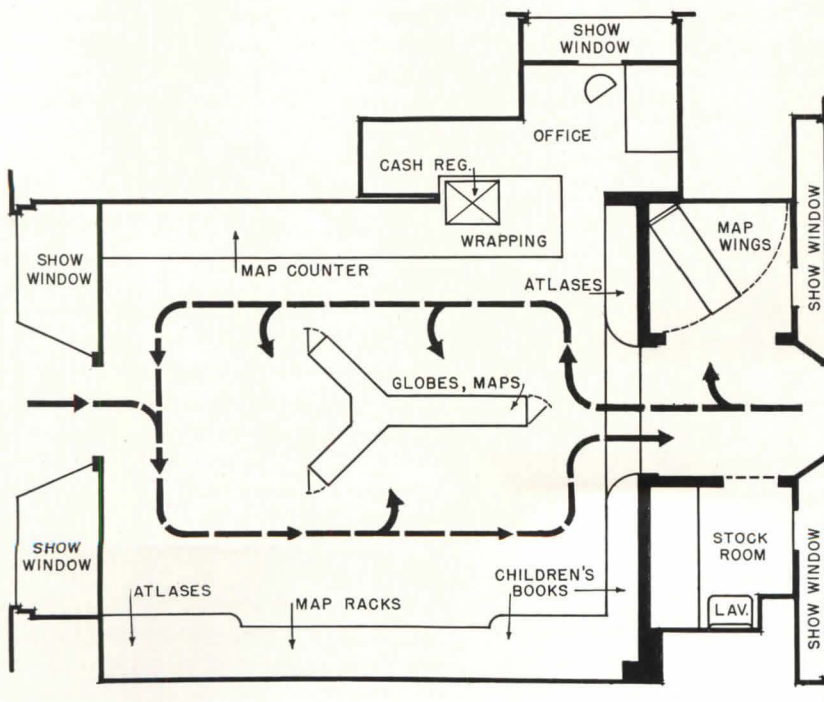 SHOW
WINDOW
OFFICE
CASH REG.
WRAPPING
MAP
WINGS
SHOW WINDOW
SHOW
WINDOW
MAP COUNTER
ATLASES
GLOBES, MAPS
SHOW
WINDOW
ATLASES
MAP RACKS
CHILDREN'S
BOOKS
STOCK
ROOM
LAV.
SHOW WINDOW